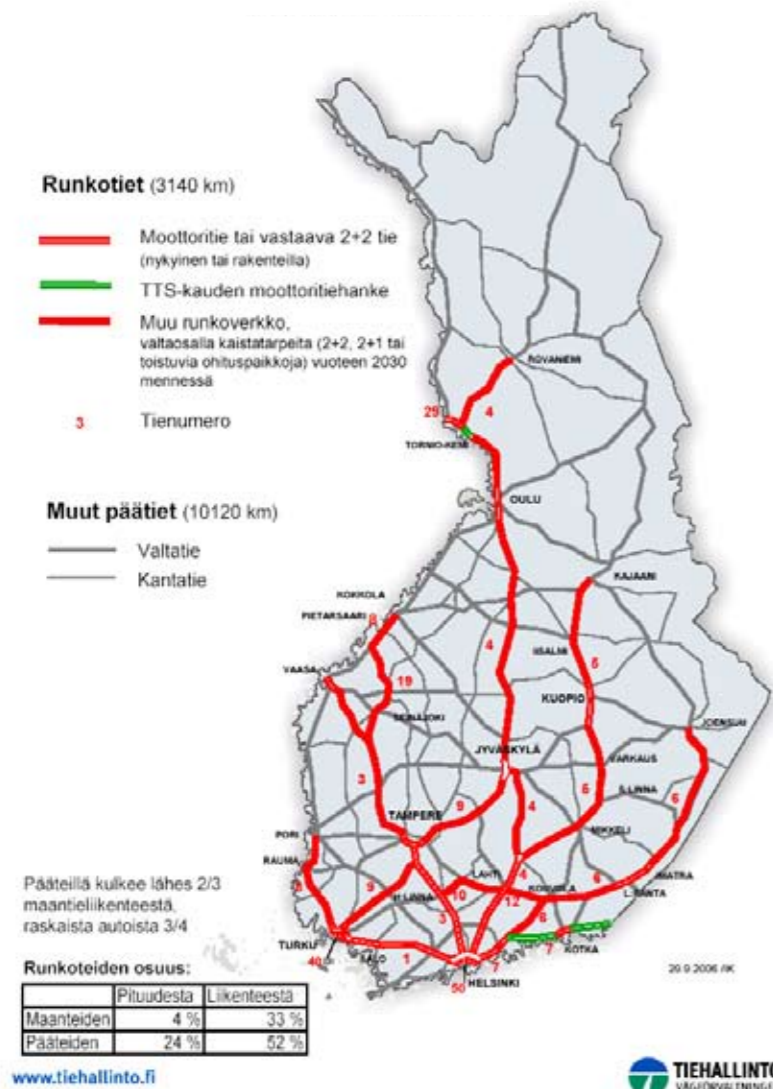 Runkotiet (3140 km)
Moottoritie tai vastaava 2+2 tie
(nykyinen tai rakenteilla)
TTS-kauden moottoritiehanke
Muu runkoverkko,
valtaosalla kaistatarpeita (2+2, 2+1 tai
toistuvia ohituspaikkoja) vuoteen 2030
mennessä
3 Tienumero
Muut päätiet (10120 km)
Valtatie
Kantatie
ROVANIEMI
29
4
TORNIO-KEMI
OULU
KAJAANI
KOKKOLA
PIETARSAARI
8
4
IISALMI
5
VAASA
19
KUOPIO
SEINÄJOKI
JOENSUU
JYVÄSKYLÄ
VARKAUS
3
9
4
5
S.LINNA
6
TAMPERE
MIKKELI
PORI
RAUMA
LAHTI
4
KOUVOLA
IMATRA
8
9
H.LINNA
10
12
6
L:RANTA
3
6
TURKU
7
KOTKA
40
SALO
1
7
50
HELSINKI
Pääteillä kulkee lähes 2/3
maantieliikenteestä,
raskaista autoista 3/4
29.9.2006 /IK
Runkoteiden osuus:
Pituudesta Liikenteestä
Maanteiden 4 % 33 %
Pääteiden 24 % 52 %
www.tiehallinto.fi
TIEHALLINTO
VÄGFÖRVALTNINGEN